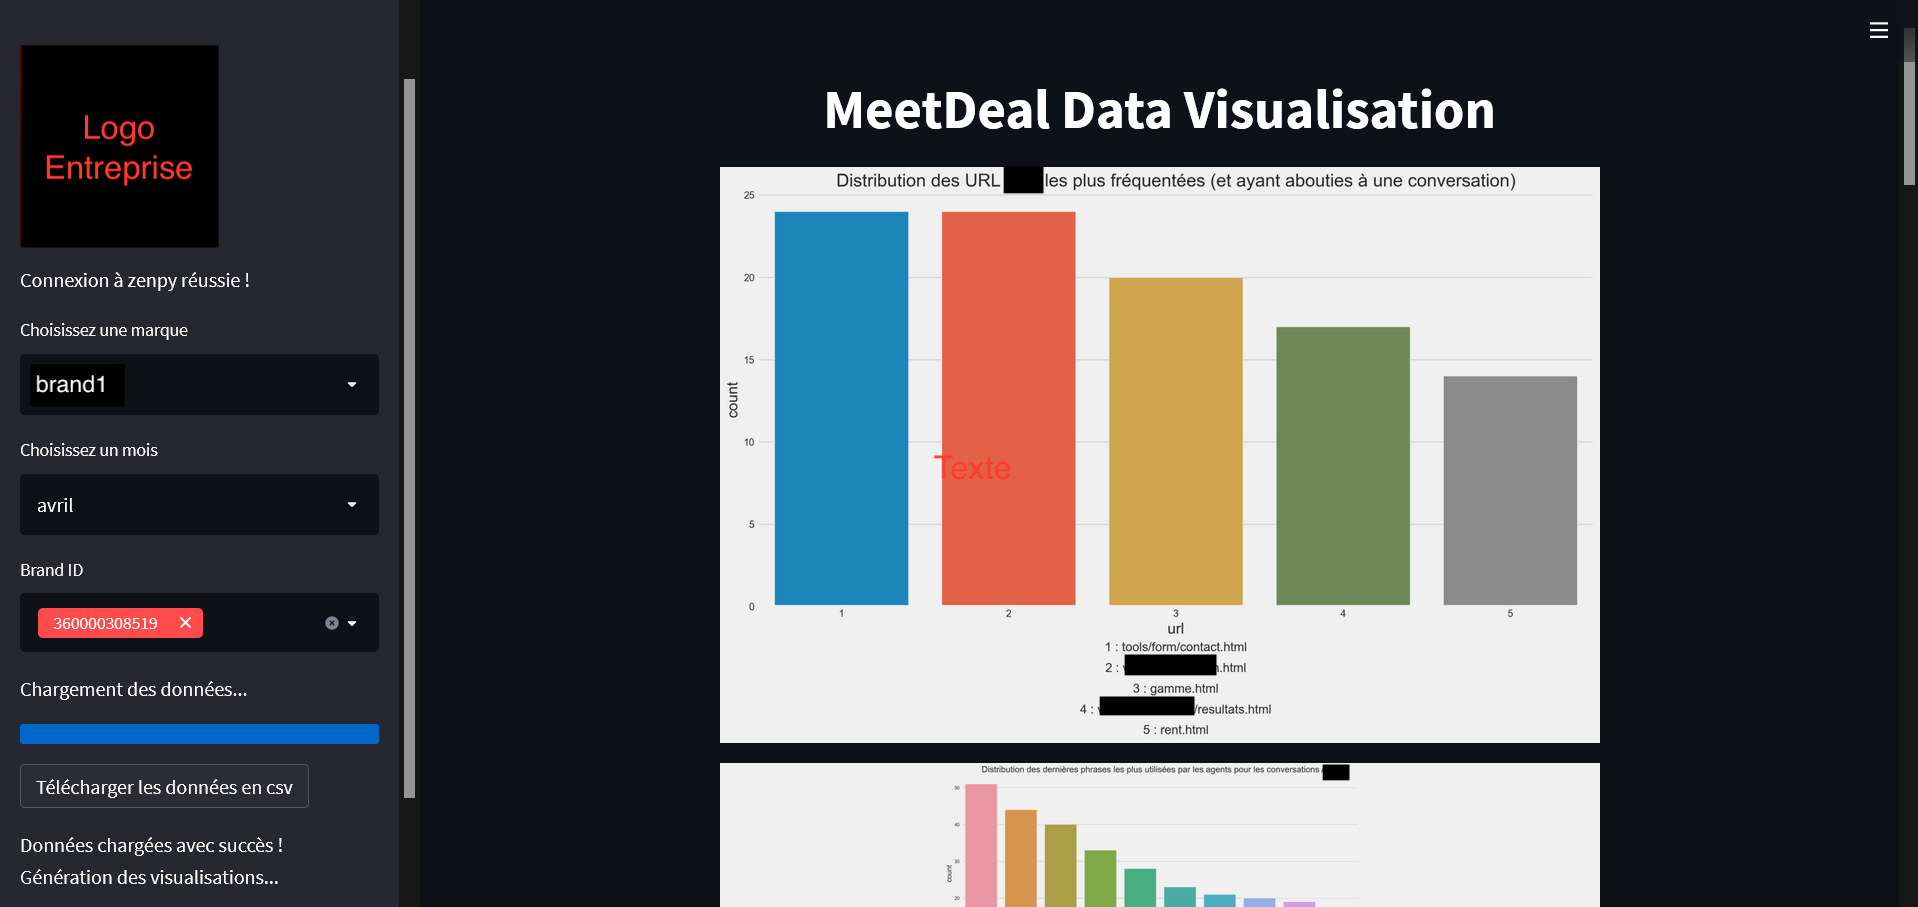 Logo
Entreprise
Connexion à zenpy réussie !
Choisissez une marque
brand1
Choisissez un mois
avril
Brand ID
360000308519
Chargement des données...
Télécharger les données en csv
Données chargées avec succès !
Génération des visualisations...
MeetDeal Data Visualisation
Distribution des URL les plus fréquentées (et ayant abouties à une conversation)
25
20
15
10
5
0
count
Texte
1 2 3 4 5
url
1 : tools/form/contact.html
2 : .html
3 : gamme.html
4 : /resultats.html
5 : rent.html
Distribution des dernières phrases les plus utilisées par les agents pour les conversations
50
40
30
20
count